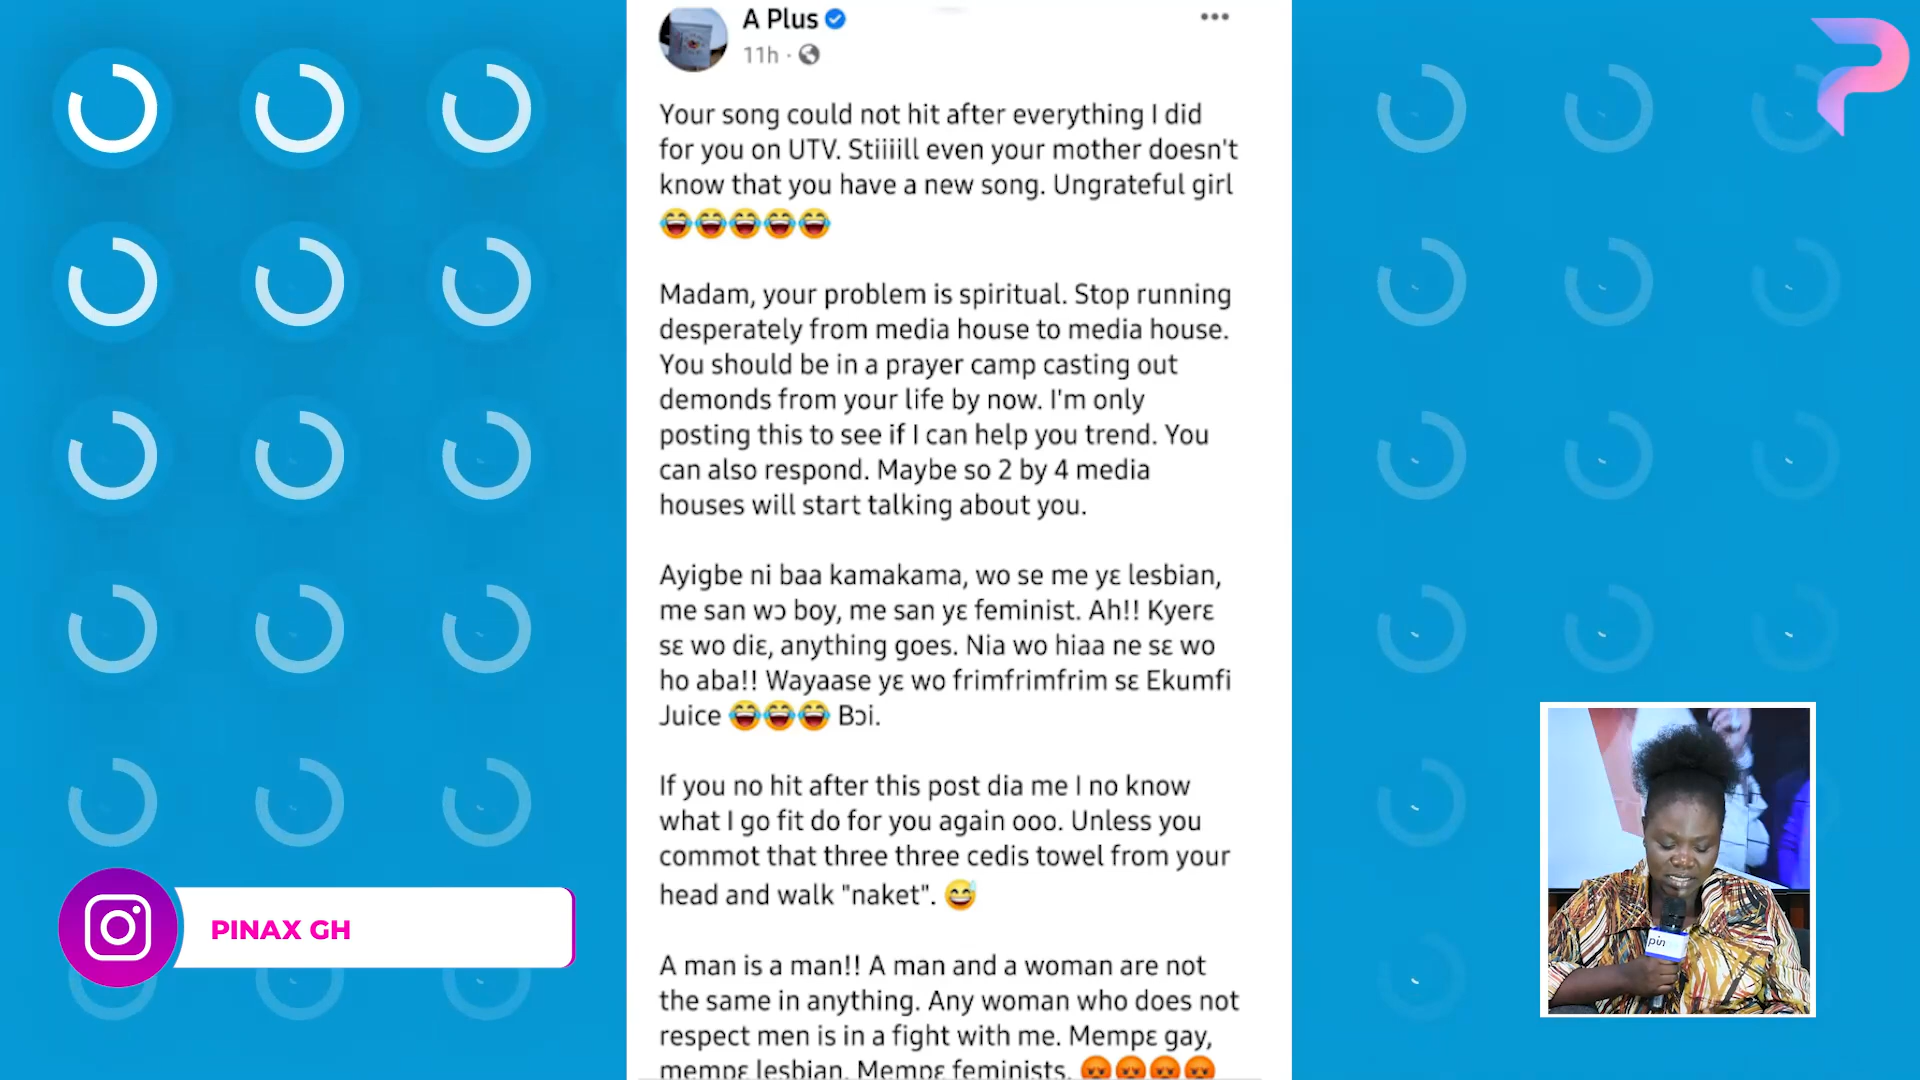 A Plus
11h ·
Your song could not hit after everything I did
for you on UTV. Stiiiill even your mother doesn't
know that you have a new song. Ungrateful girl
😂😂😂😂😂
Madam, your problem is spiritual. Stop running
desperately from media house to media house.
You should be in a prayer camp casting out
demonds from your life by now. I'm only
posting this to see if I can help you trend. You
can also respond. Maybe so 2 by 4 media
houses will start talking about you.
Ayigbe ni baa kamakama, wo se me yɛ lesbian,
me san wɔ boy, me san yɛ feminist. Ah!! Kyerɛ
sɛ wo diɛ, anything goes. Nia wo hiaa ne sɛ wo
ho aba!! Wayaase yɛ wo frimfrimfrim sɛ Ekumfi
Juice 😂😂😂 Bɔi.
If you no hit after this post dia me I no know
what I go fit do for you again ooo. Unless you
commot that three three cedis towel from your
head and walk "naket". 😅
A man is a man!! A man and a woman are not
the same in anything. Any woman who does not
respect men is in a fight with me. Mempɛ gay,
mempɛ lesbian. Mempɛ feminists. 😡😡😡😡
PINAX GH
pin